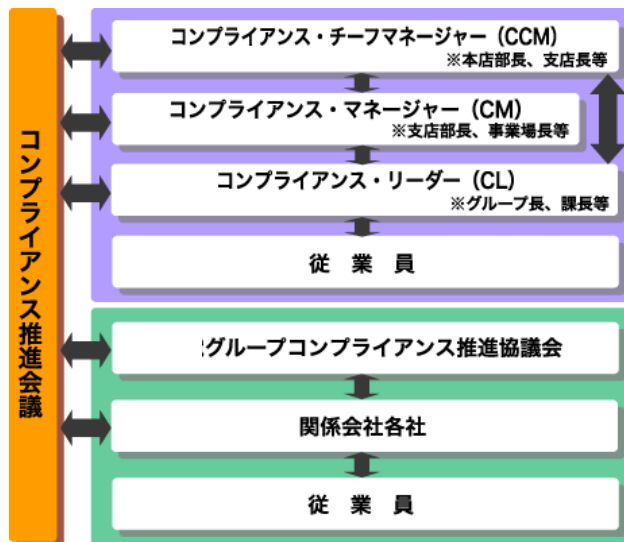 コンプライアンス推進会議
コンプライアンス・チーフマネージャー（CCM）
※本店部長、支店長等
コンプライアンス・マネージャー（CM）
※支店部長、事業場長等
コンプライアンス・リーダー（CL）
※グループ長、課長等
従　業　員
グループコンプライアンス推進協議会
関係会社各社
従　業　員